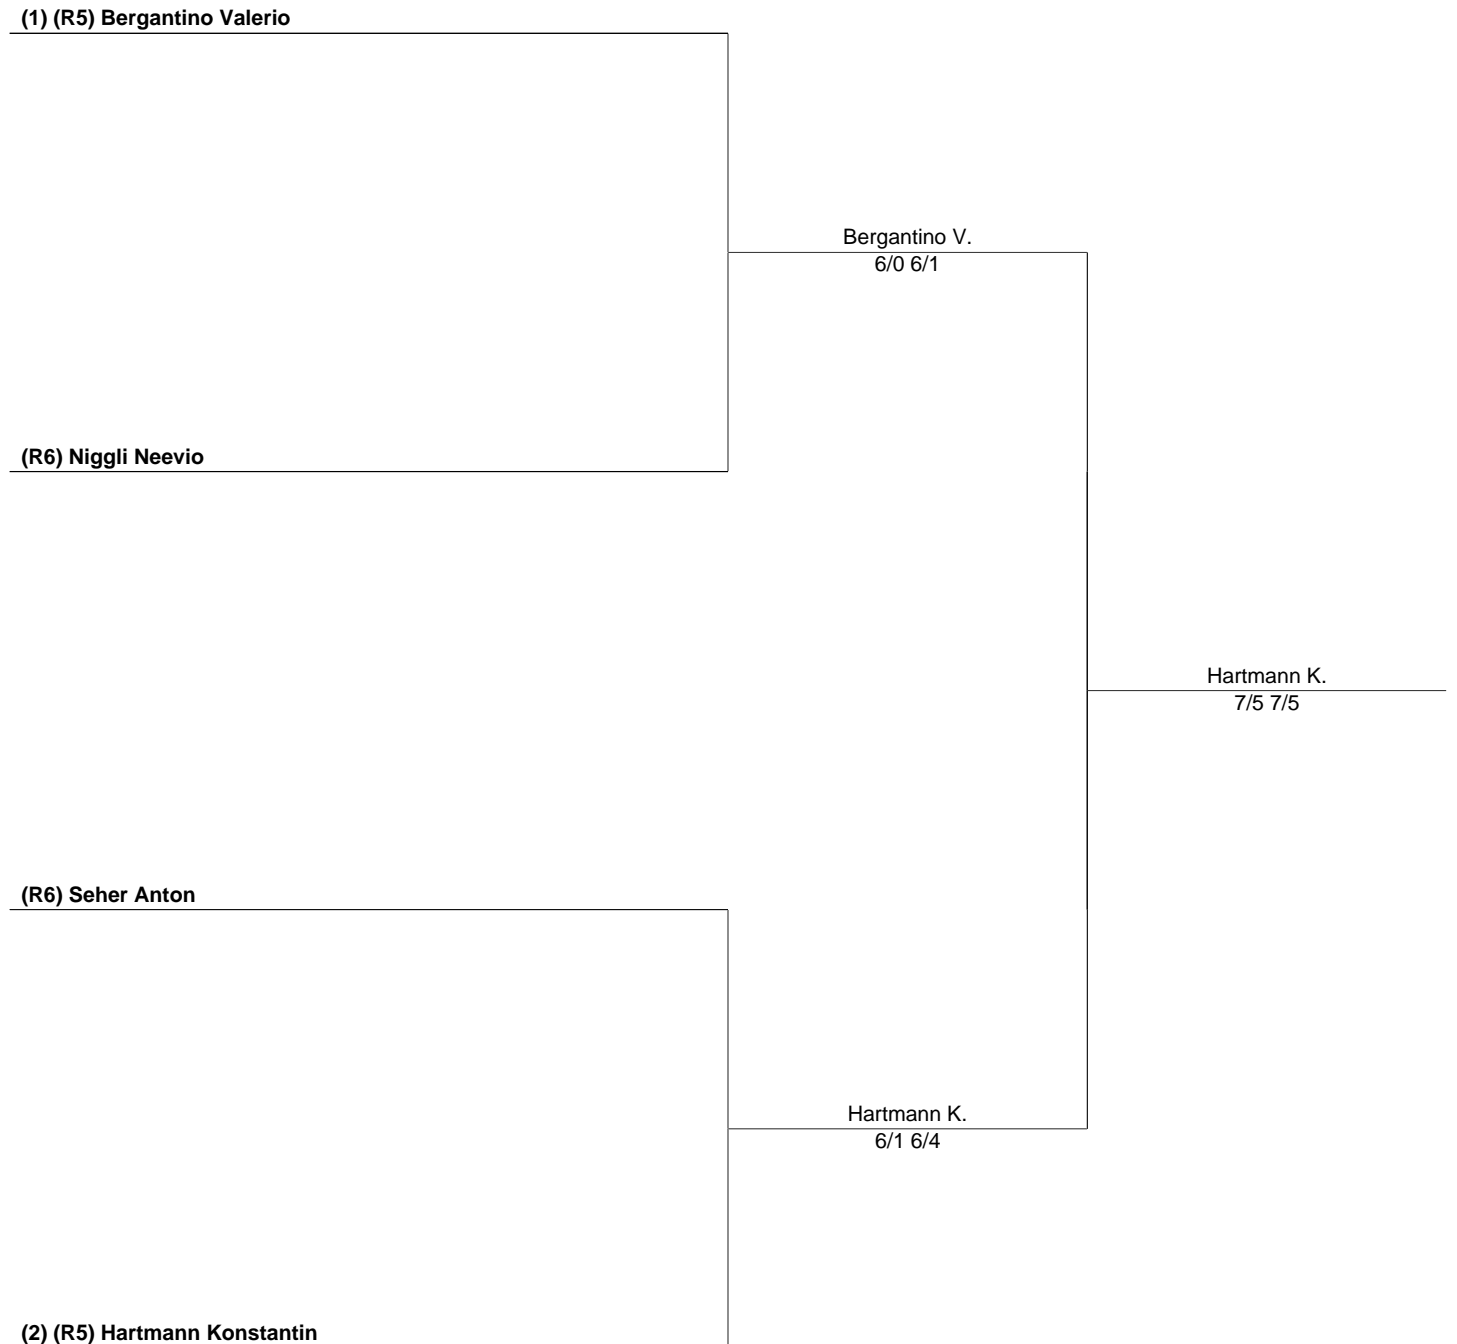 (1) (R5) Bergantino Valerio
Bergantino V.
6/0 6/1
(R6) Niggli Neevio
Hartmann K.
7/5 7/5
(R6) Seher Anton
Hartmann K.
6/1 6/4
(2) (R5) Hartmann Konstantin